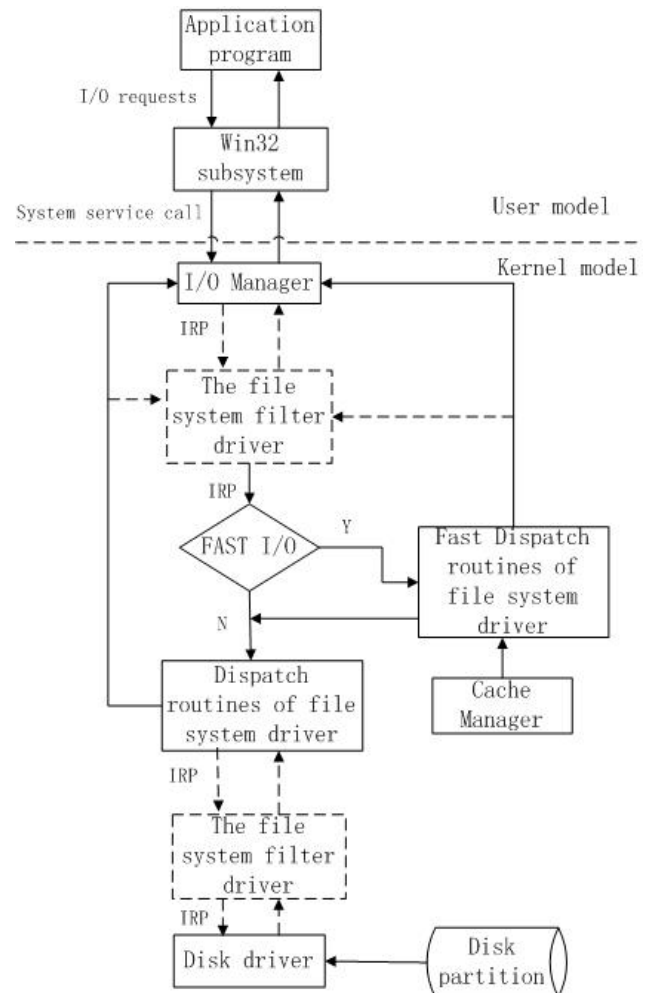 Application
program
I/O requests
Win32
subsystem
System service call
User model
Kernel model
I/O Manager
IRP
The file
system filter
driver
IRP
FAST I/O
Y
Fast Dispatch
routines of
file system
driver
N
Dispatch
routines of file
system driver
Cache
Manager
IRP
The file
system filter
driver
IRP
Disk driver
Disk
partition